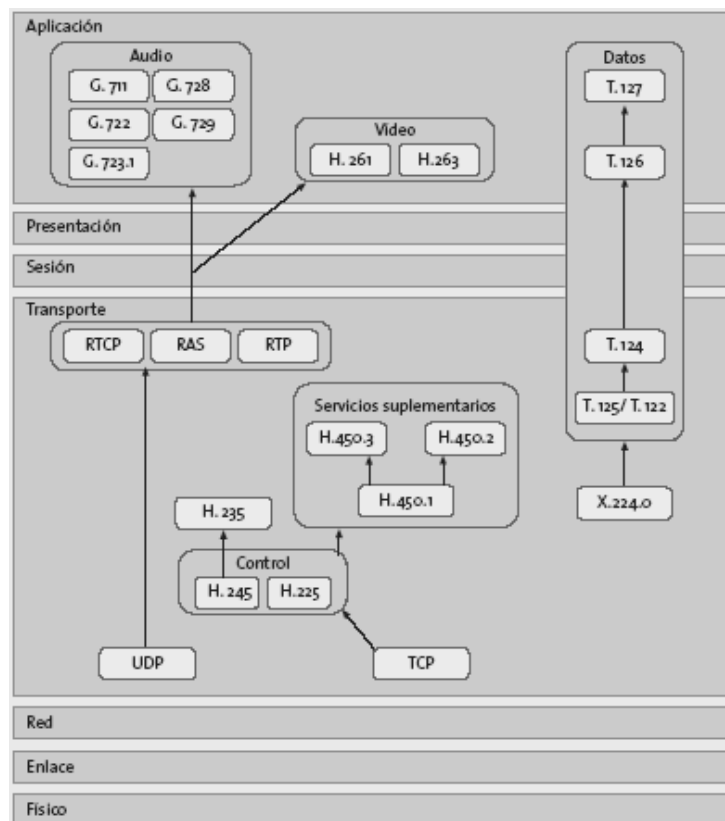 Aplicación
Audio
G. 711
G. 728
G. 722
G. 729
G. 723.1
Vídeo
H. 261
H.263
Datos
T. 127
T. 126
Presentación
Sesión
Transporte
RTCP
RAS
RTP
T. 124
T. 125/ T. 122
Servicios suplementarios
H.450.3
H.450.2
H.450.1
X.224.0
H. 235
Control
H. 245
H.225
UDP
TCP
Red
Enlace
Físico